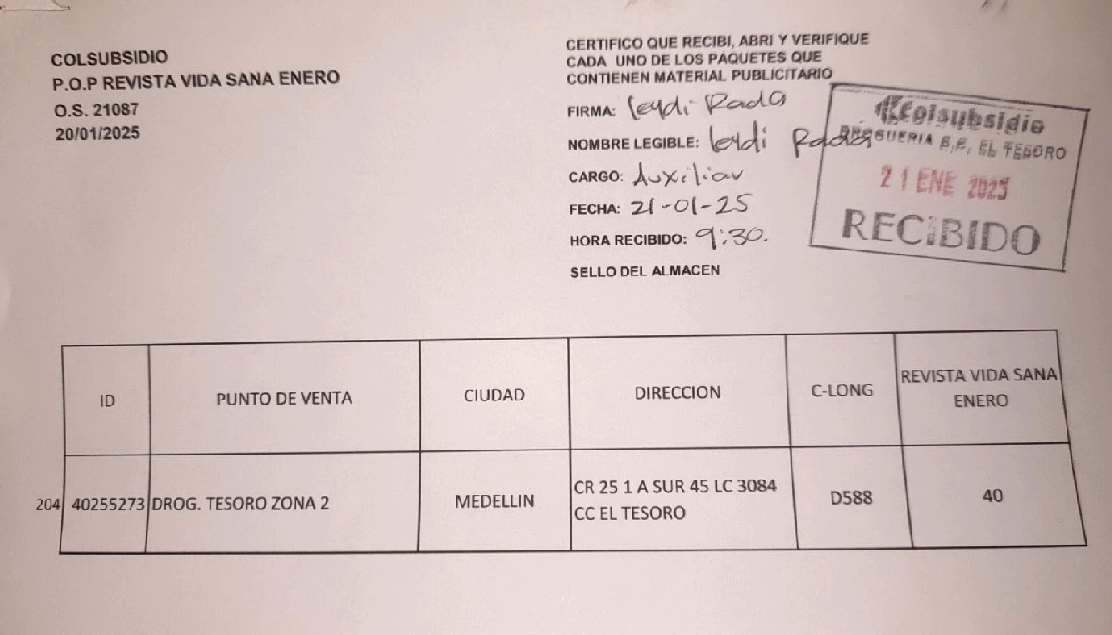 COLSUBSIDIO
P.O.P REVISTA VIDA SANA ENERO
O.S. 21087
20/01/2025
CERTIFICO QUE RECIBI, ABRI Y VERIFIQUE
CADA UNO DE LOS PAQUETES QUE
CONTIENEN MATERIAL PUBLICITARIO
FIRMA: leydi Rada
NOMBRE LEGIBLE: leydi Rada
CARGO: Auxiliar
FECHA: 21-01-25
HORA RECIBIDO: 9:30.
SELLO DEL ALMACEN
Colsubsidio
DROGUERIA EL TESORO
21 ENE 2025
RECIBIDO
ID PUNTO DE VENTA CIUDAD DIRECCION C-LONG REVISTA VIDA SANA
ENERO
204 40255273 DROG. TESORO ZONA 2 MEDELLIN CR 25 1 A SUR 45 LC 3084 D588 40
CC EL TESORO